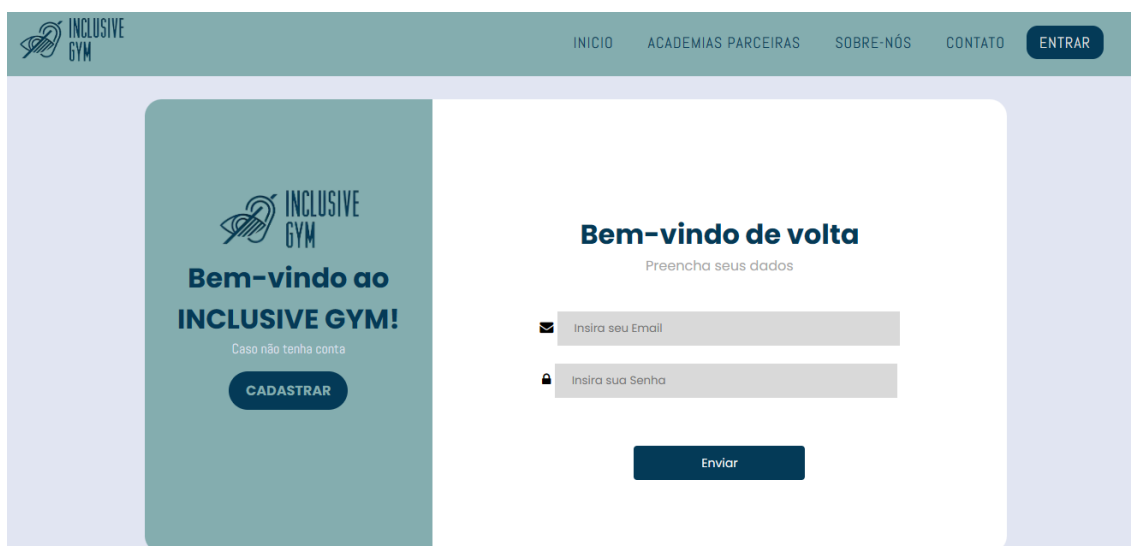 INCLUSIVE
GYM
INICIO ACADEMIAS PARCEIRAS SOBRE-NÓS CONTATO ENTRAR
INCLUSIVE
GYM
Bem-vindo ao
INCLUSIVE GYM!
Caso não tenha conta
CADASTRAR
Bem-vindo de volta
Preencha seus dados
Insira seu Email
Insira sua Senha
Enviar